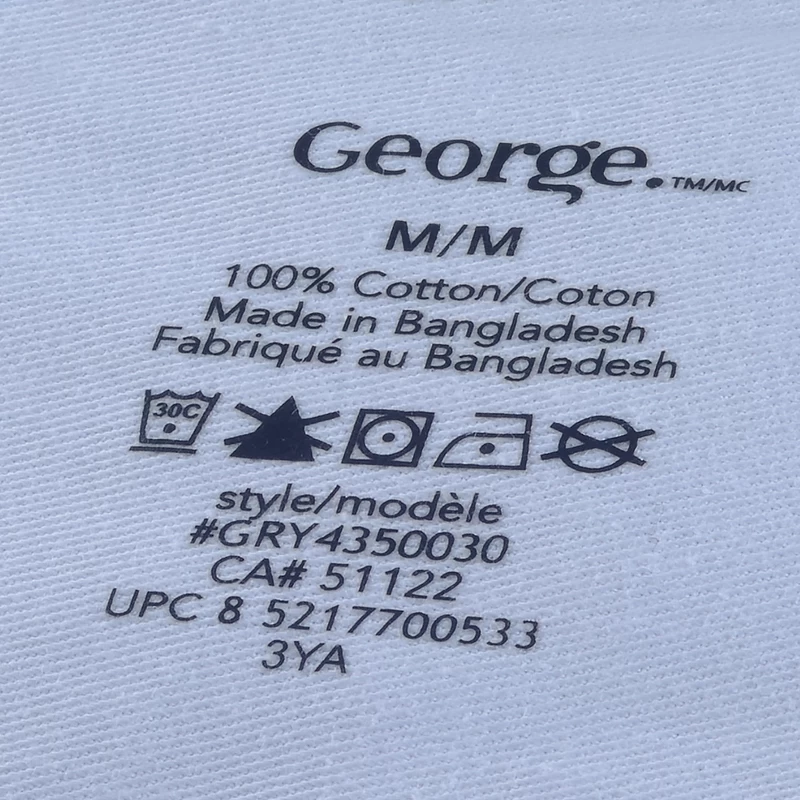 George.™/MC
M/M
100% Cotton/Coton
Made in Bangladesh
Fabriqué au Bangladesh
30C
style/modèle
#GRY4350030
CA# 51122
UPC 8 5217700533
3YA